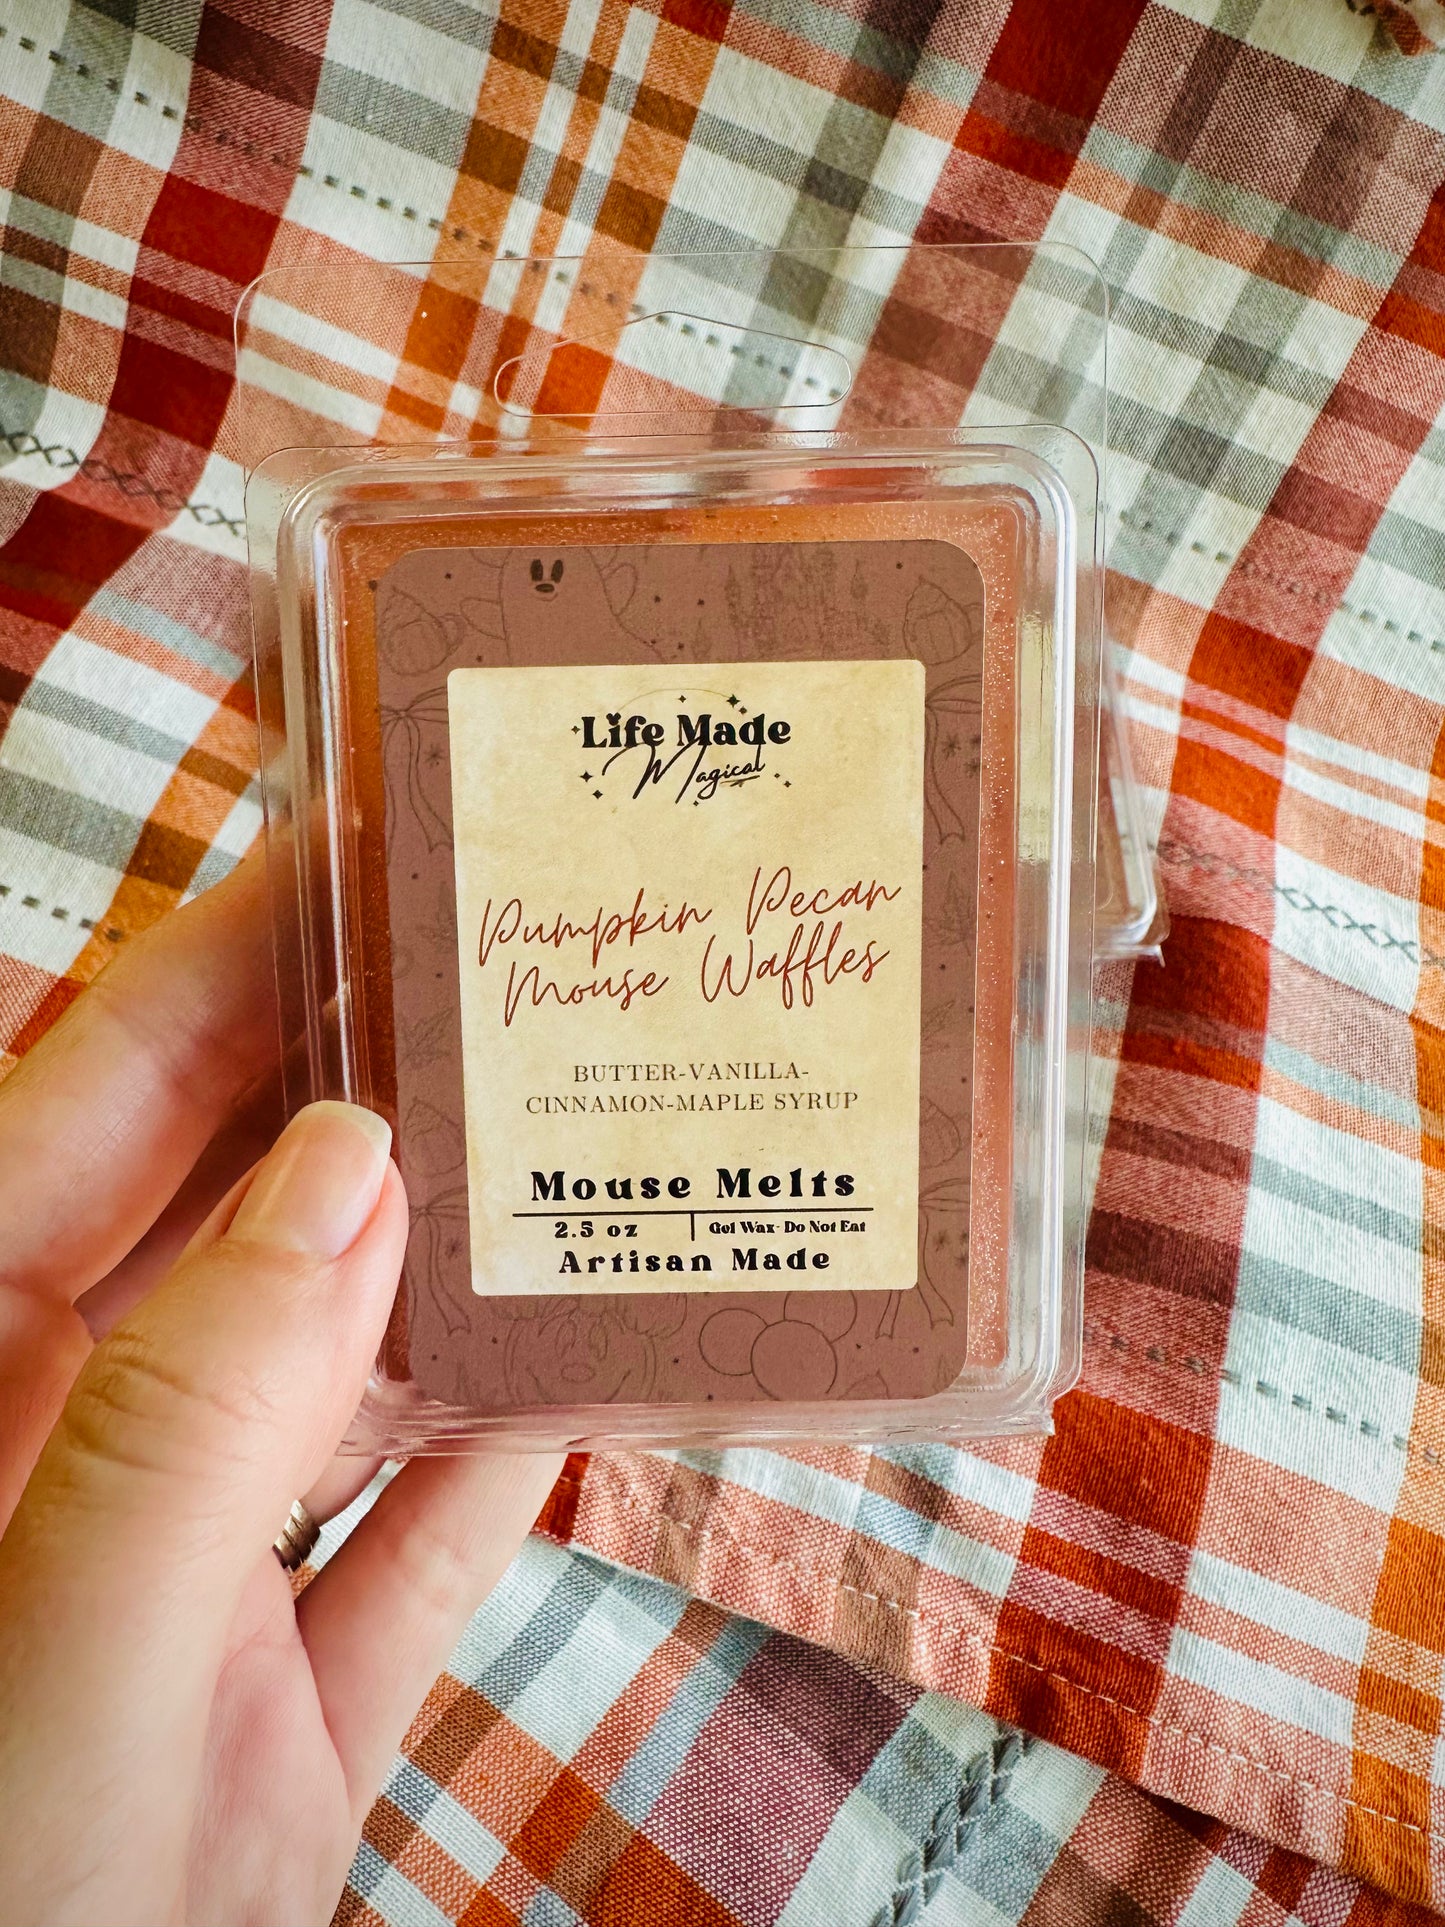 Life Made
Magical
Pumpkin Pecan
Mouse Waffles
BUTTER-VANILLA-
CINNAMON-MAPLE SYRUP
Mouse Melts
2.5 oz | Gel Wax- Do Not Eat
Artisan Made